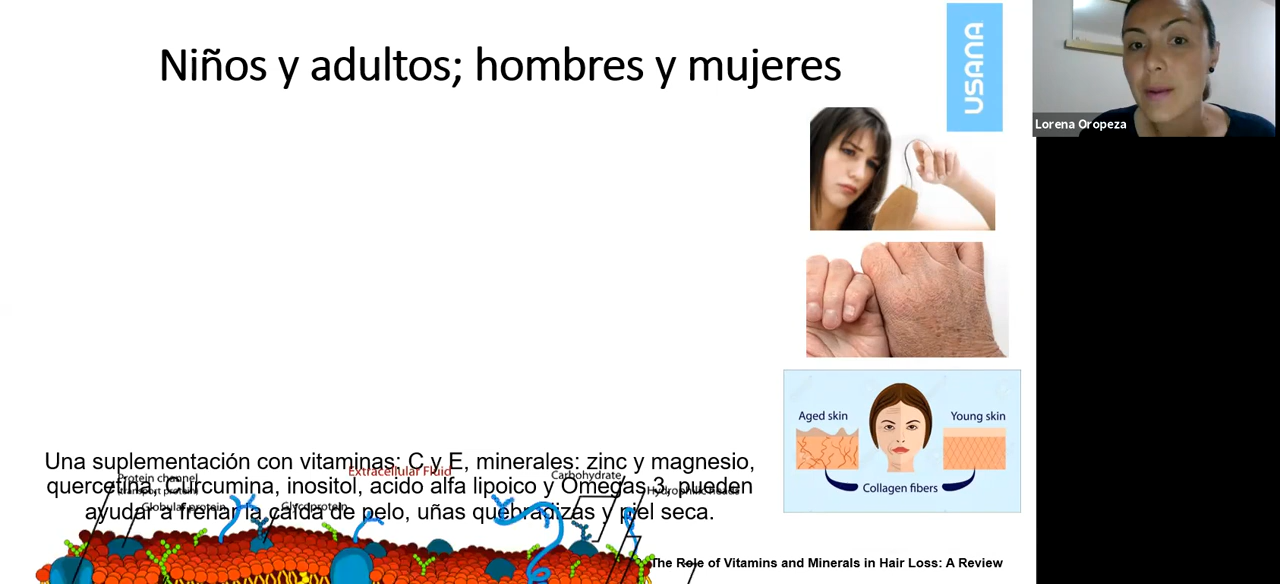 Niños y adultos; hombres y mujeres
USANA
Lorena Oropeza
Aged skin
Young skin
Collagen fibers
Una suplementación con vitaminas: C y E, minerales: zinc y magnesio,
quercetina, Curcumina, inositol, acido alfa lipoico y Omegas 3, pueden
ayudar a frenar la caída de pelo, uñas quebradizas y piel seca.
Extracellular Fluid
Protein channel
(transport protein)
Globular protein
Glycoprotein
Carbohydrate
Hydrophilic heads
The Role of Vitamins and Minerals in Hair Loss: A Review